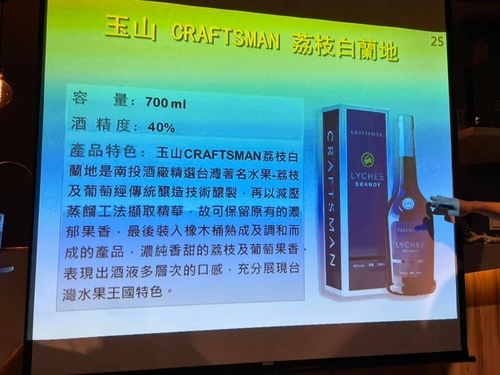 玉山 CRAFTSMAN 荔枝白蘭地
25
容 量：700 ml
酒 精 度：40%
產品特色：玉山CRAFTSMAN荔枝白
蘭地是南投酒廠精選台灣著名水果-荔枝
及葡萄經傳統釀造技術釀製，再以減壓
蒸餾工法擷取精華，故可保留原有的濃
郁果香，最後裝入橡木桶熟成及調和而
成的產品，濃純香甜的荔枝及葡萄果香，
表現出酒液多層次的口感，充分展現台
灣水果王國特色。
CRAFTSMAN
CRAFTSMAN
LYCHEE
BRANDY
LYCHEE
BRANDY